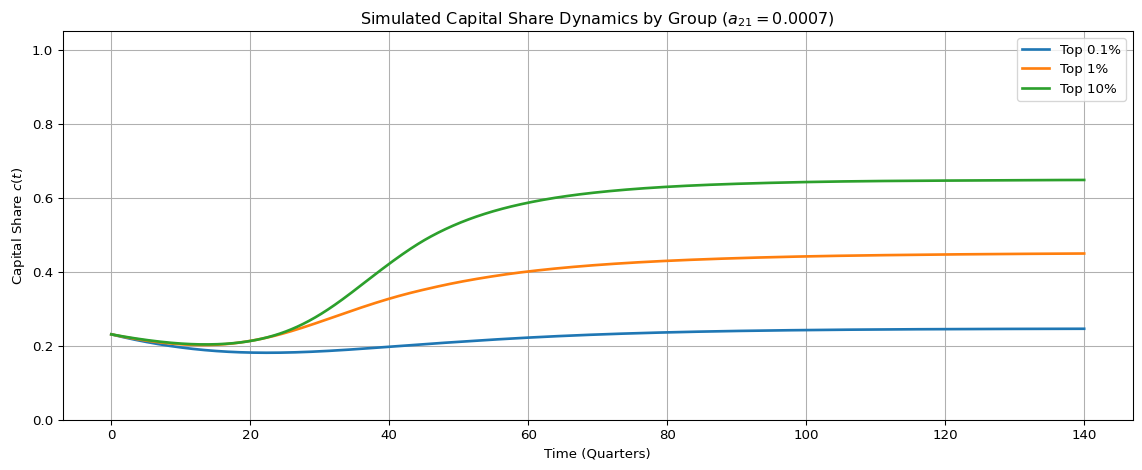 Simulated Capital Share Dynamics by Group (a₂₁ = 0.0007)
Top 0.1%
Top 1%
Top 10%
Capital Share c(t)
1.0
0.8
0.6
0.4
0.2
0.0
0 20 40 60 80 100 120 140
Time (Quarters)